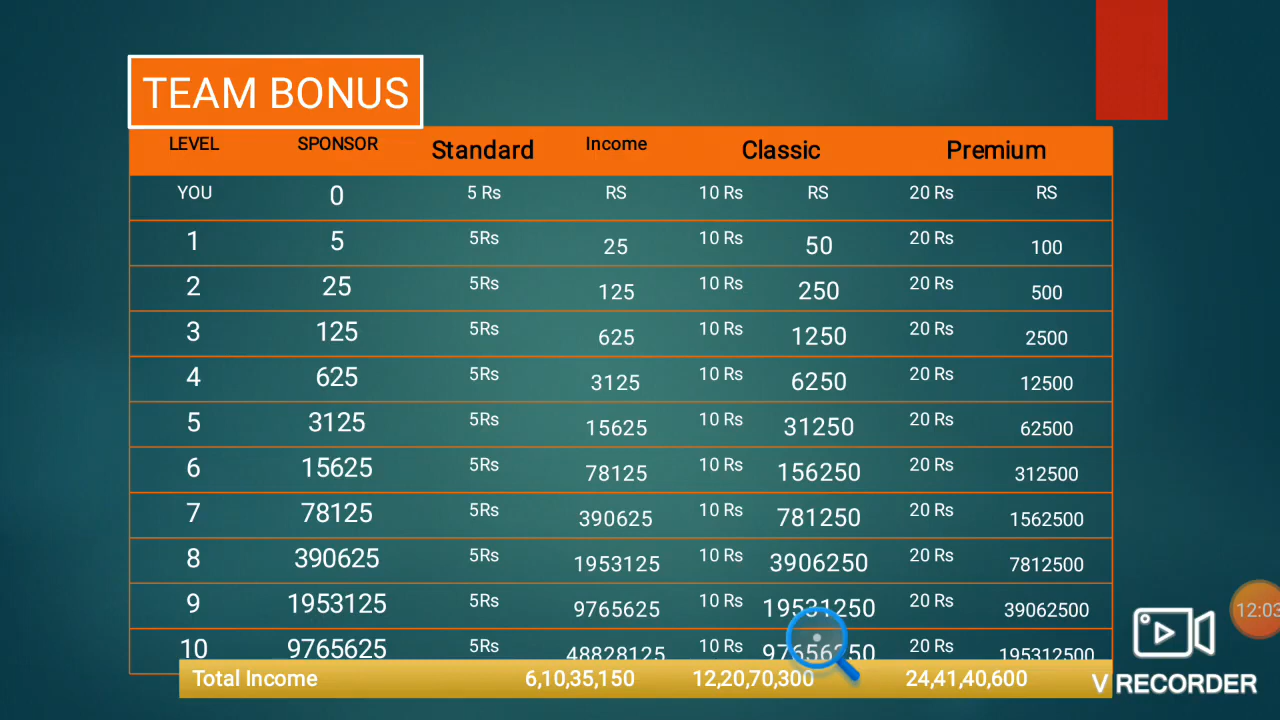 TEAM BONUS
LEVEL SPONSOR Standard Income Classic Premium
YOU 0 5 Rs RS 10 Rs RS 20 Rs RS
1 5 5Rs 25 10 Rs 50 20 Rs 100
2 25 5Rs 125 10 Rs 250 20 Rs 500
3 125 5Rs 625 10 Rs 1250 20 Rs 2500
4 625 5Rs 3125 10 Rs 6250 20 Rs 12500
5 3125 5Rs 15625 10 Rs 31250 20 Rs 62500
6 15625 5Rs 78125 10 Rs 156250 20 Rs 312500
7 78125 5Rs 390625 10 Rs 781250 20 Rs 1562500
8 390625 5Rs 1953125 10 Rs 3906250 20 Rs 7812500
9 1953125 5Rs 9765625 10 Rs 19531250 20 Rs 39062500
10 9765625 5Rs 48828125 10 Rs 97656250 20 Rs 195312500
Total Income 6,10,35,150 12,20,70,300 24,41,40,600
12:03
V RECORDER